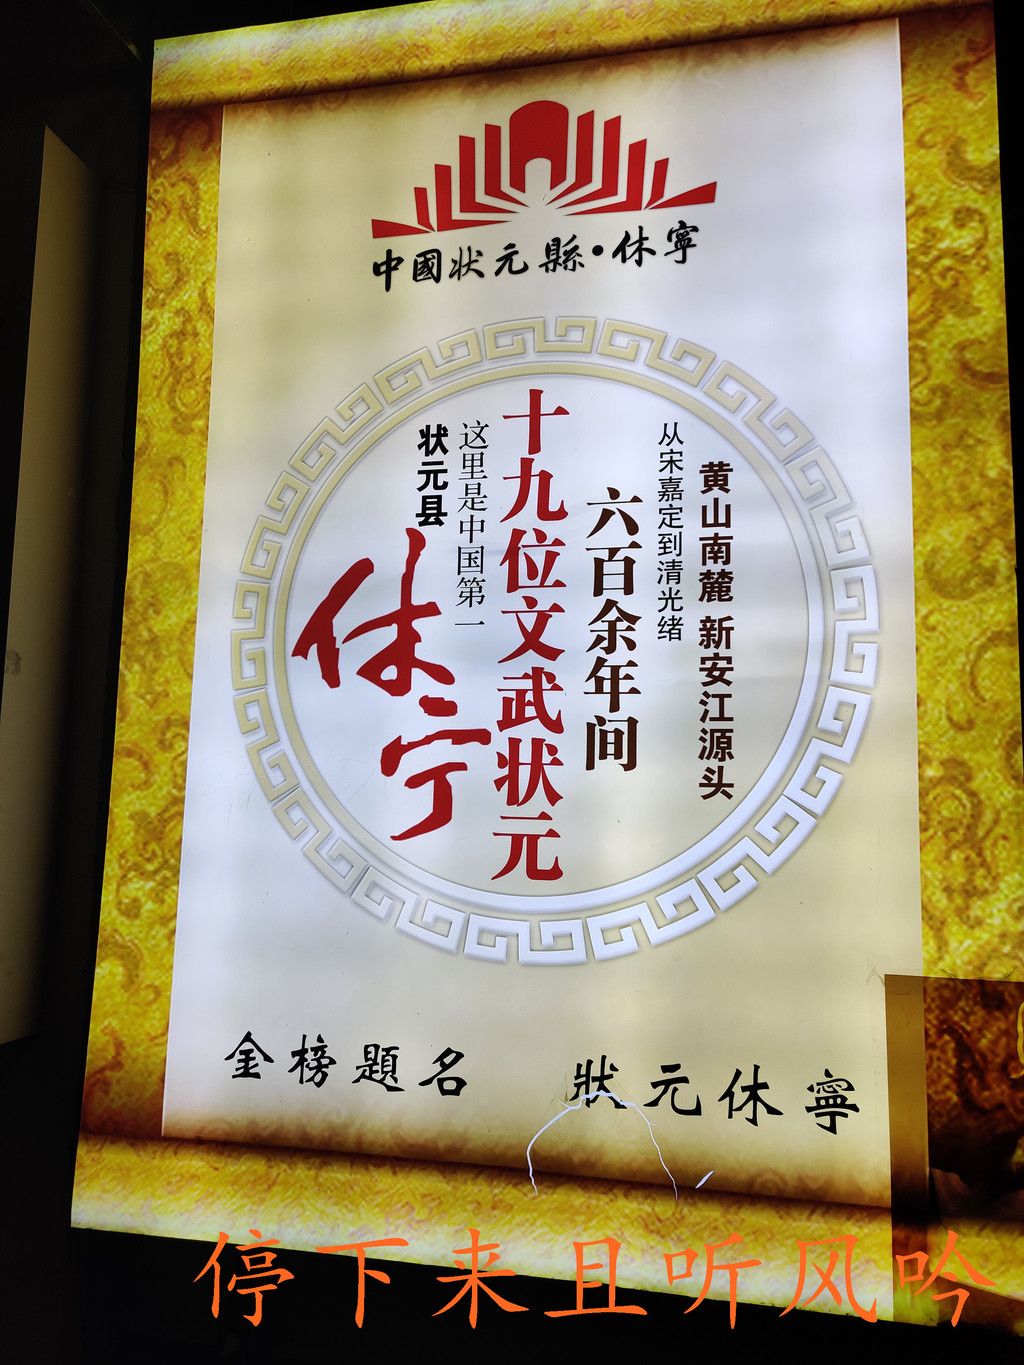 中國状元縣·休寧
黄山南麓 新安江源头
从宋嘉定到清光绪
六百余年间
十九位文武状元
这里是中国第一
状元县
休宁
金榜題名 狀元休寧
停下来且听风吟